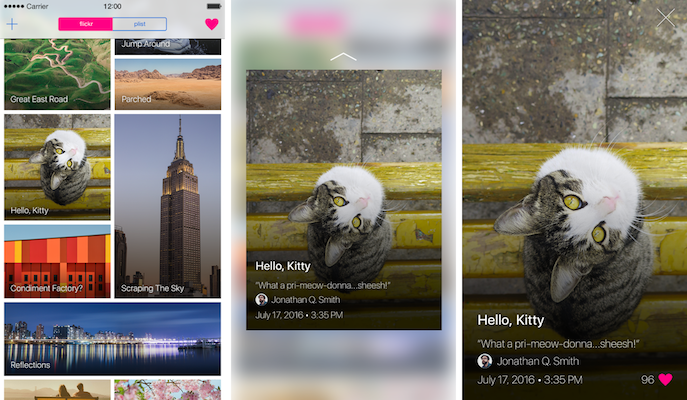 Carrier
12:00
flickr
plist
Jump Around
Great East Road
Parched
Hello, Kitty
Condiment Factory?
Scraping The Sky
Reflections
Hello, Kitty
“What a pri-meow-donna...sheesh!”
Jonathan Q. Smith
July 17, 2016 • 3:35 PM
Hello, Kitty
“What a pri-meow-donna...sheesh!”
Jonathan Q. Smith
July 17, 2016 • 3:35 PM
96